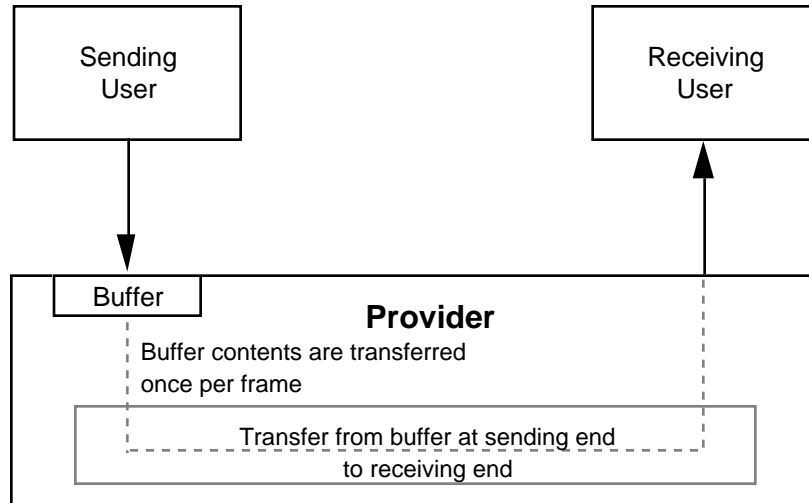 Sending
User
Receiving
User
Buffer
Provider
Buffer contents are transferred
once per frame
Transfer from buffer at sending end
to receiving end